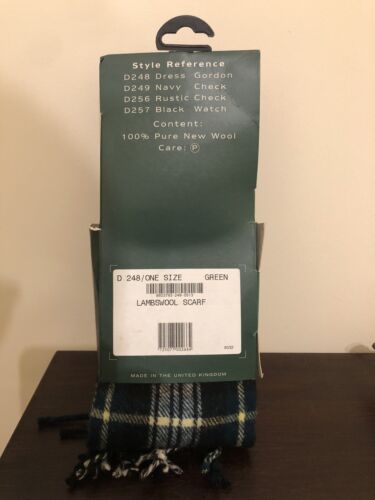 Style Reference
D248 Dress Gordon
D249 Navy Check
D256 Rustic Check
D257 Black Watch
Content:
100% Pure New Wool
Care: P
D 248/ONE SIZE GREEN
LAMBSWOOL SCARF
MADE IN THE UNITED KINGDOM